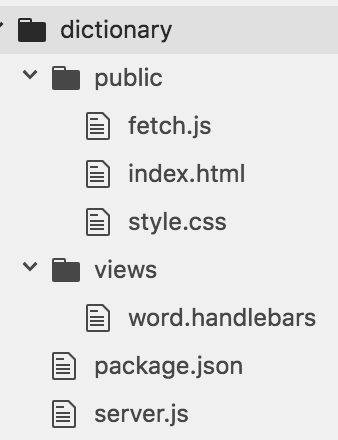 dictionary
public
fetch.js
index.html
style.css
views
word.handlebars
package.json
server.js